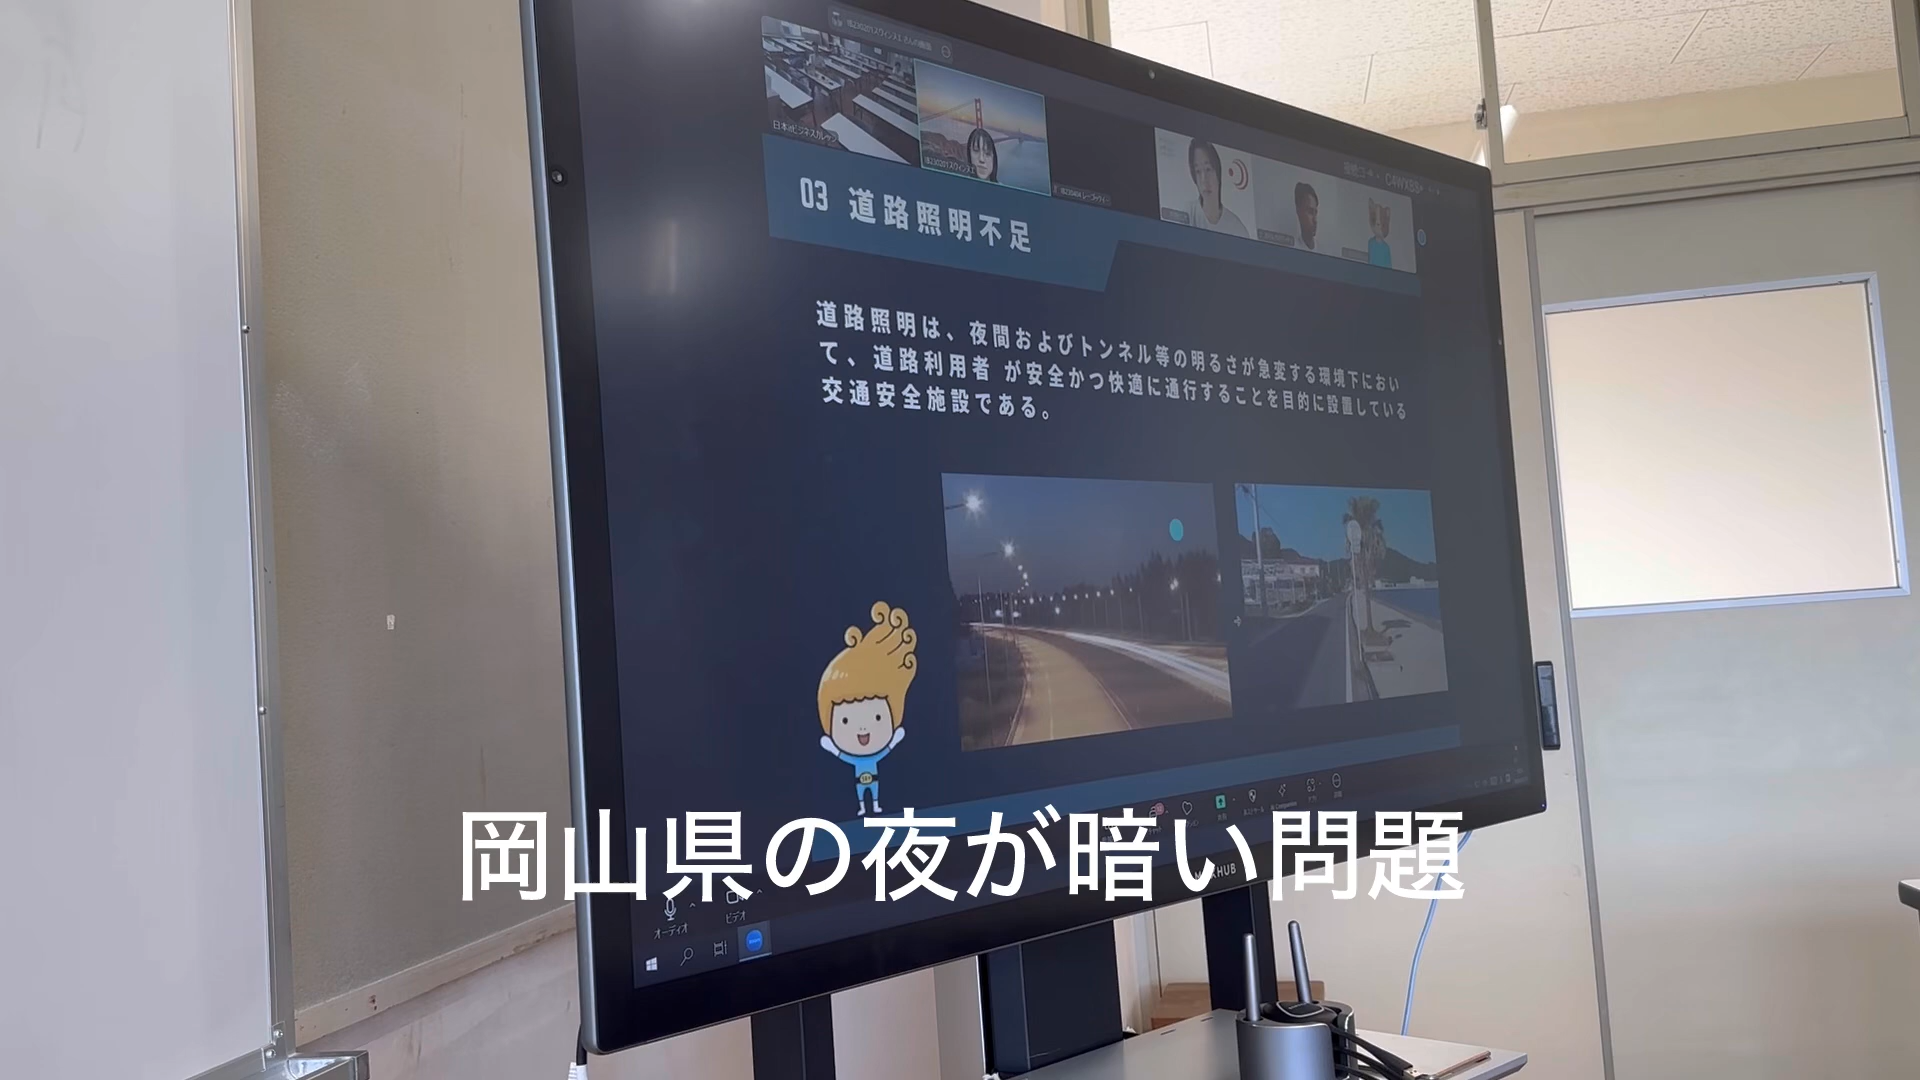 03 道路照明不足
道路照明は、夜間およびトンネル等の明るさが急変する環境下におい
て、道路利用者 が安全かつ快適に通行することを目的に設置している
交通安全施設である。
岡山県の夜が暗い問題
オーディオ
ビデオ